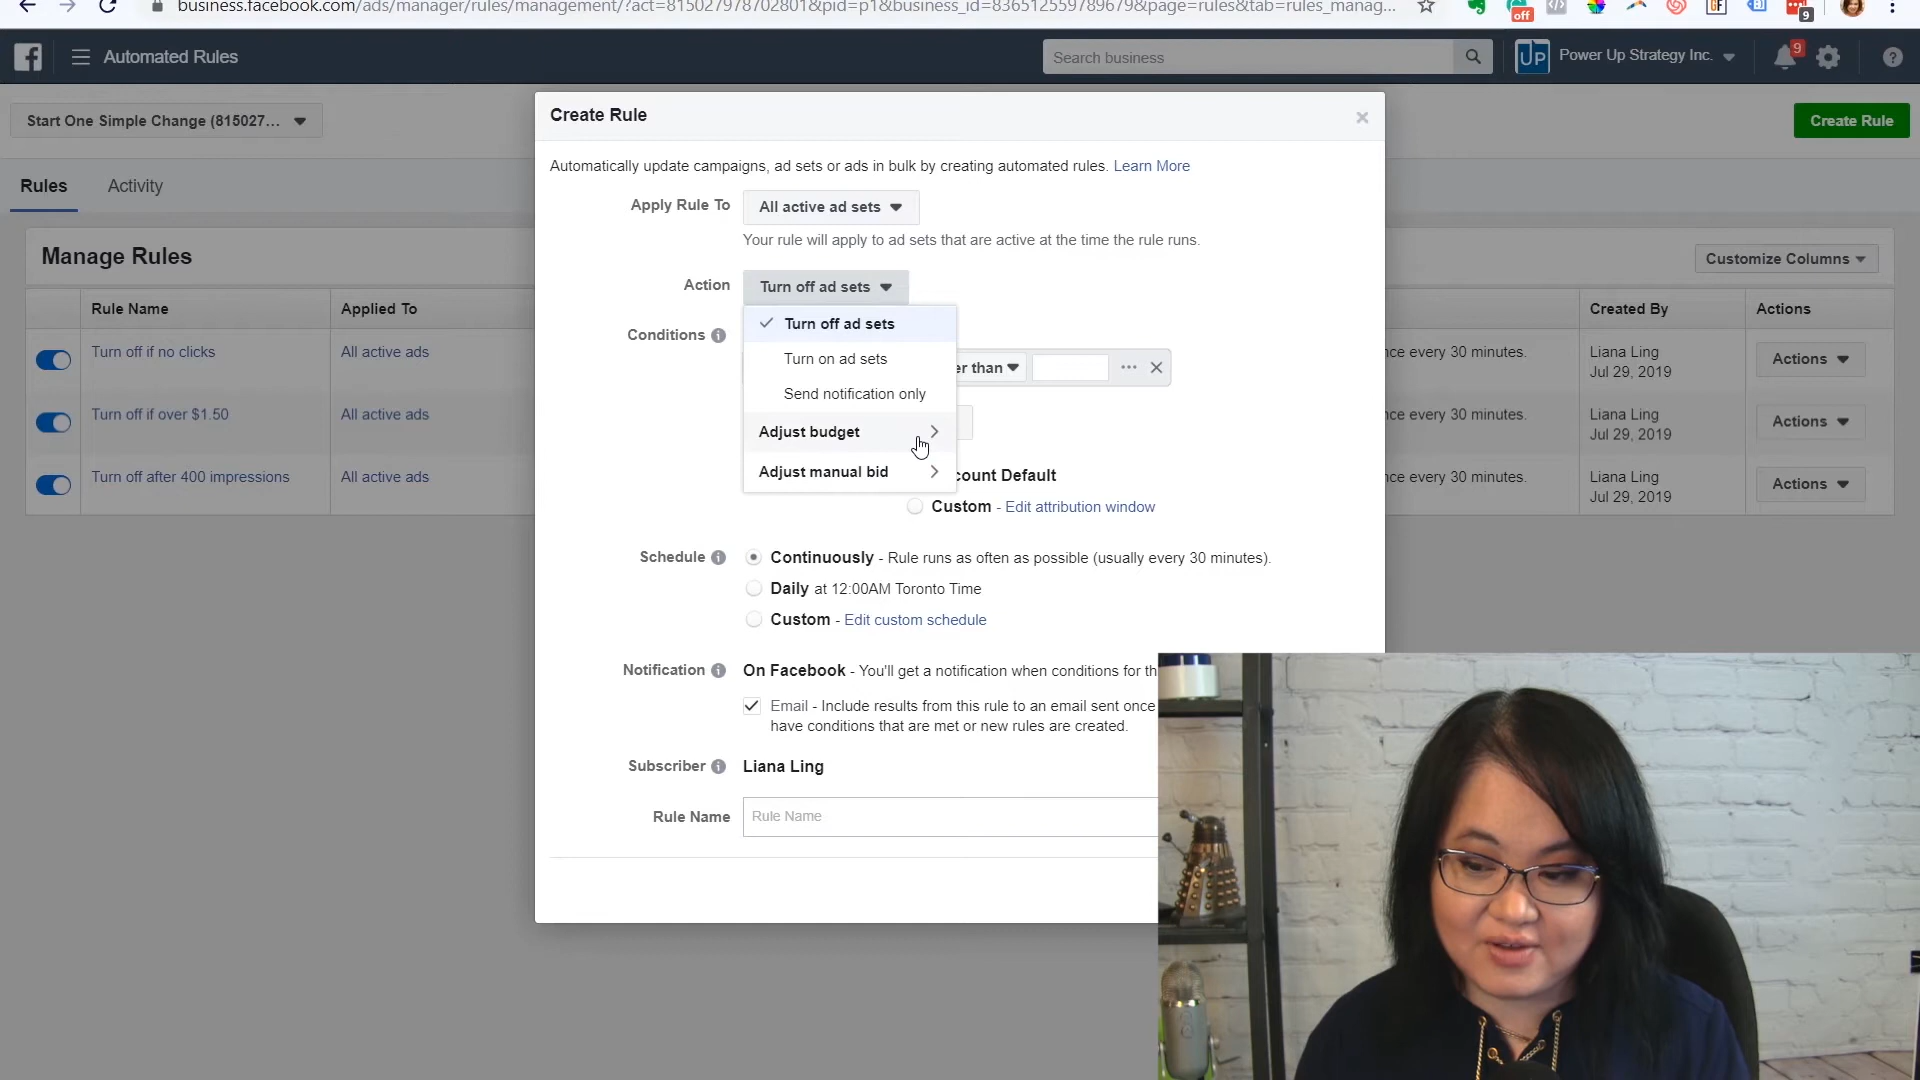 business.facebook.com/ads/manager/rules/management/?act=815027978702801&pid=p1&business_id=836512559789679&page=rules&tab=rules_manag...
off
GF
9
Automated Rules
Search business
UP
Power Up Strategy Inc.
9
Start One Simple Change (815027...
Create Rule
Rules
Activity
Manage Rules
Customize Columns
Rule Name
Applied To
Created By
Actions
Turn off if no clicks
All active ads
nce every 30 minutes.
Liana Ling
Jul 29, 2019
Actions
Turn off if over $1.50
All active ads
nce every 30 minutes.
Liana Ling
Jul 29, 2019
Actions
Turn off after 400 impressions
All active ads
nce every 30 minutes.
Liana Ling
Jul 29, 2019
Actions
Create Rule
Automatically update campaigns, ad sets or ads in bulk by creating automated rules. Learn More
Apply Rule To
All active ad sets
Your rule will apply to ad sets that are active at the time the rule runs.
Action
Turn off ad sets
Turn off ad sets
Turn on ad sets
Send notification only
Adjust budget
Adjust manual bid
Conditions
er than
count Default
Custom - Edit attribution window
Schedule
Continuously - Rule runs as often as possible (usually every 30 minutes).
Daily at 12:00AM Toronto Time
Custom - Edit custom schedule
Notification
On Facebook - You'll get a notification when conditions for th
Email - Include results from this rule to an email sent once
have conditions that are met or new rules are created.
Subscriber
Liana Ling
Rule Name
Rule Name